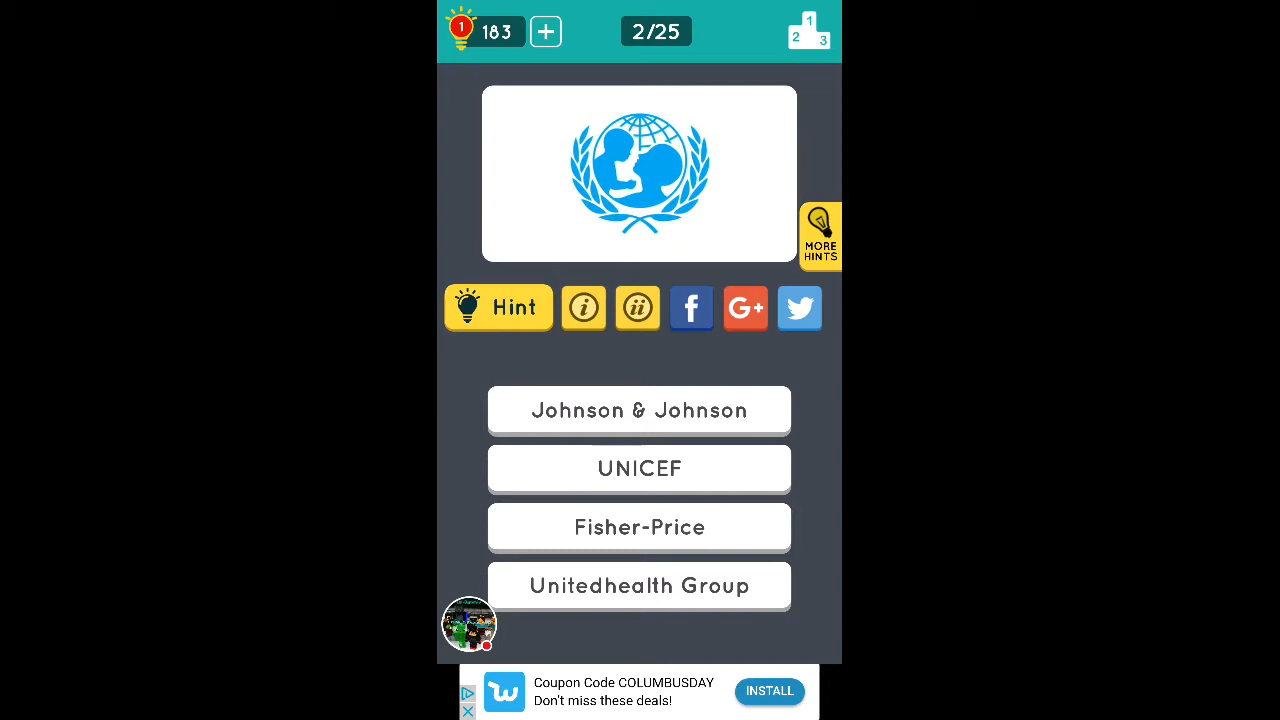 1
183
+
2/25
1
2
3
MORE
HINTS
Hint
i
ii
f
G+
Johnson & Johnson
UNICEF
Fisher-Price
Unitedhealth Group
Coupon Code COLUMBUSDAY
Don't miss these deals!
INSTALL